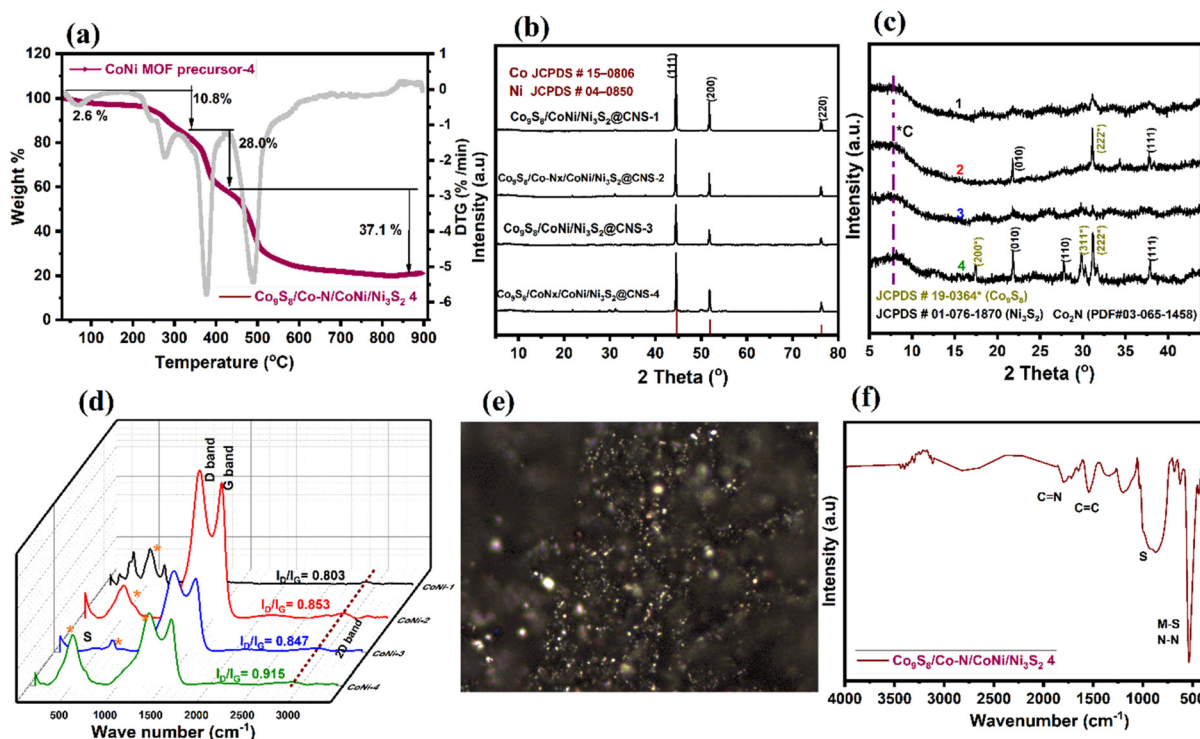 (a)
120
100
80
60
40
20
0
Weight %
CoNi MOF precursor-4
2.6 %
10.8%
28.0%
37.1 %
Co₉S₈/Co-N/CoNi/Ni₃S₂ 4
1
0
-1
-2
-3
-4
-5
-6
DTG (% /min)
100 200 300 400 500 600 700 800 900
Temperature (°C)
(b)
Intensity (a.u)
Co JCPDS # 15–0806
Ni JCPDS # 04–0850
(111)
(200)
(220)
Co₉S₈/CoNi/Ni₃S₂@CNS-1
Co₉S₈/Co-Nx/CoNi/Ni₃S₂@CNS-2
Co₉S₈/CoNi/Ni₃S₂@CNS-3
Co₉S₈/CoNx/CoNi/Ni₃S₂@CNS-4
10 20 30 40 50 60 70 80
2 Theta (°)
(c)
Intensity (a.u.)
1
*C
2
(010)
(222*)
(111)
3
4
(200*)
(010)
(110)
(311*)
(222*)
(111)
JCPDS # 19-0364* (Co₉S₈)
JCPDS # 01-076-1870 (Ni₃S₂) Co₂N (PDF#03-065-1458)
5 10 15 20 25 30 35 40
2 Theta (°)
(d)
D band
G band
I_D/I_G= 0.803
CoNi-1
I_D/I_G= 0.853
CoNi-2
S
I_D/I_G= 0.847
CoNi-3
2D band
I_D/I_G= 0.915
CoNi-4
500 1000 1500 2000 2500 3000
Wave number (cm⁻¹)
(e)
(f)
Intensity (a.u)
C=N
C=C
S
M-S
N-N
Co₉S₈/Co-N/CoNi/Ni₃S₂ 4
4000 3500 3000 2500 2000 1500 1000 500
Wavenumber (cm⁻¹)